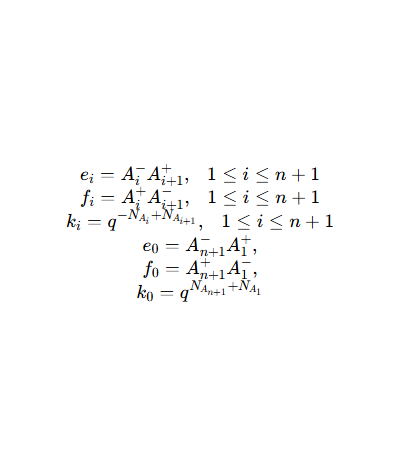 e_i = A_i^- A_{i+1}^+, 1 ≤ i ≤ n + 1
f_i = A_i^+ A_{i+1}^-, 1 ≤ i ≤ n + 1
k_i = q^{-N_{A_i}+N_{A_{i+1}}}, 1 ≤ i ≤ n + 1
e_0 = A_{n+1}^- A_1^+,
f_0 = A_{n+1}^+ A_1^-,
k_0 = q^{N_{A_{n+1}}+N_{A_1}}